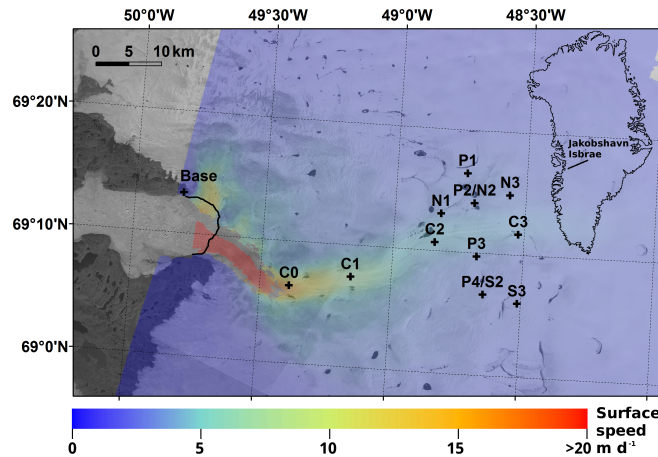 50°00'W 49°30'W 49°00'W 48°30'W
0 5 10 km
69°20'N
Jakobshavn
Isbrae
P1
Base
P2/N2 N3
N1
69°10'N
C2 C3
P3
C0 C1
P4/S2 S3
69°0'N
Surface
speed
0 5 10 15 >20 m d⁻¹